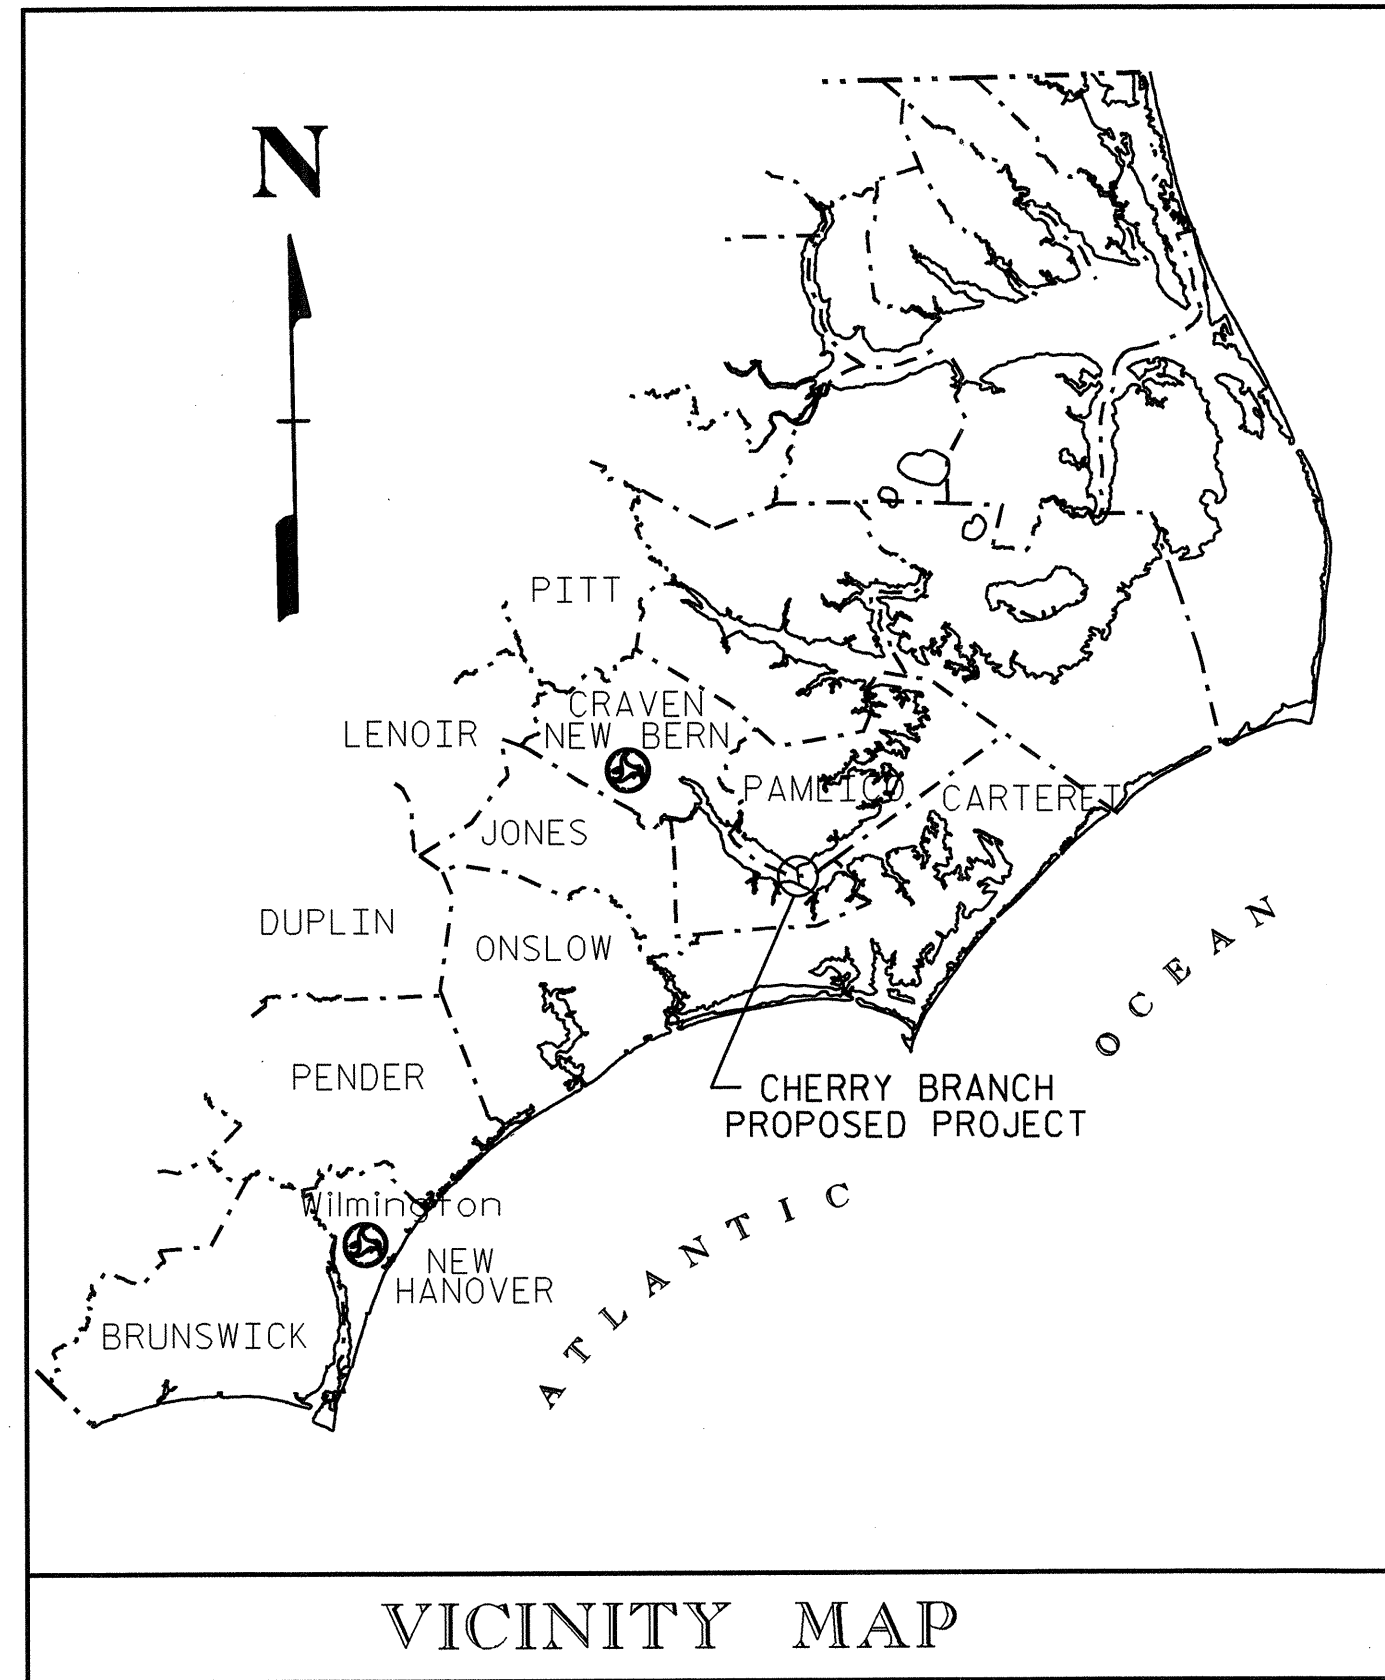 N
PITT
CRAVEN
NEW BERN
LENOIR
PAMLICO
CARTERET
JONES
DUPLIN
ONSLOW
OCEAN
PENDER
CHERRY BRANCH
PROPOSED PROJECT
Wilmington
ATLANTIC
NEW
HANOVER
BRUNSWICK
VICINITY MAP